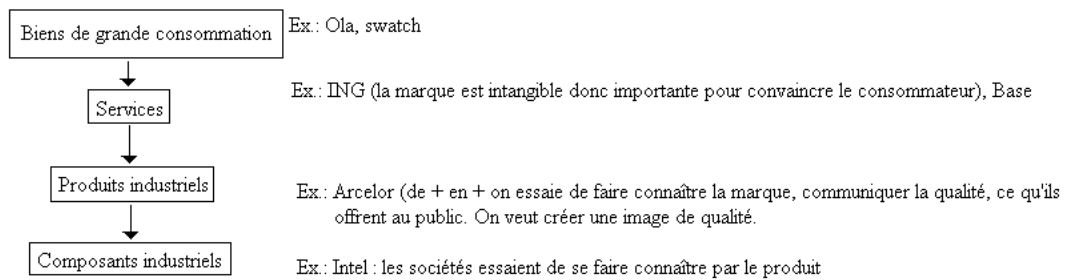 Biens de grande consommation
Ex.: Ola, swatch
Services
Ex.: ING (la marque est intangible donc importante pour convaincre le consommateur), Base
Produits industriels
Ex.: Arcelor (de + en + on essaie de faire connaître la marque, communiquer la qualité, ce qu'ils
offrent au public. On veut créer une image de qualité.
Composants industriels
Ex.: Intel : les sociétés essaient de se faire connaître par le produit